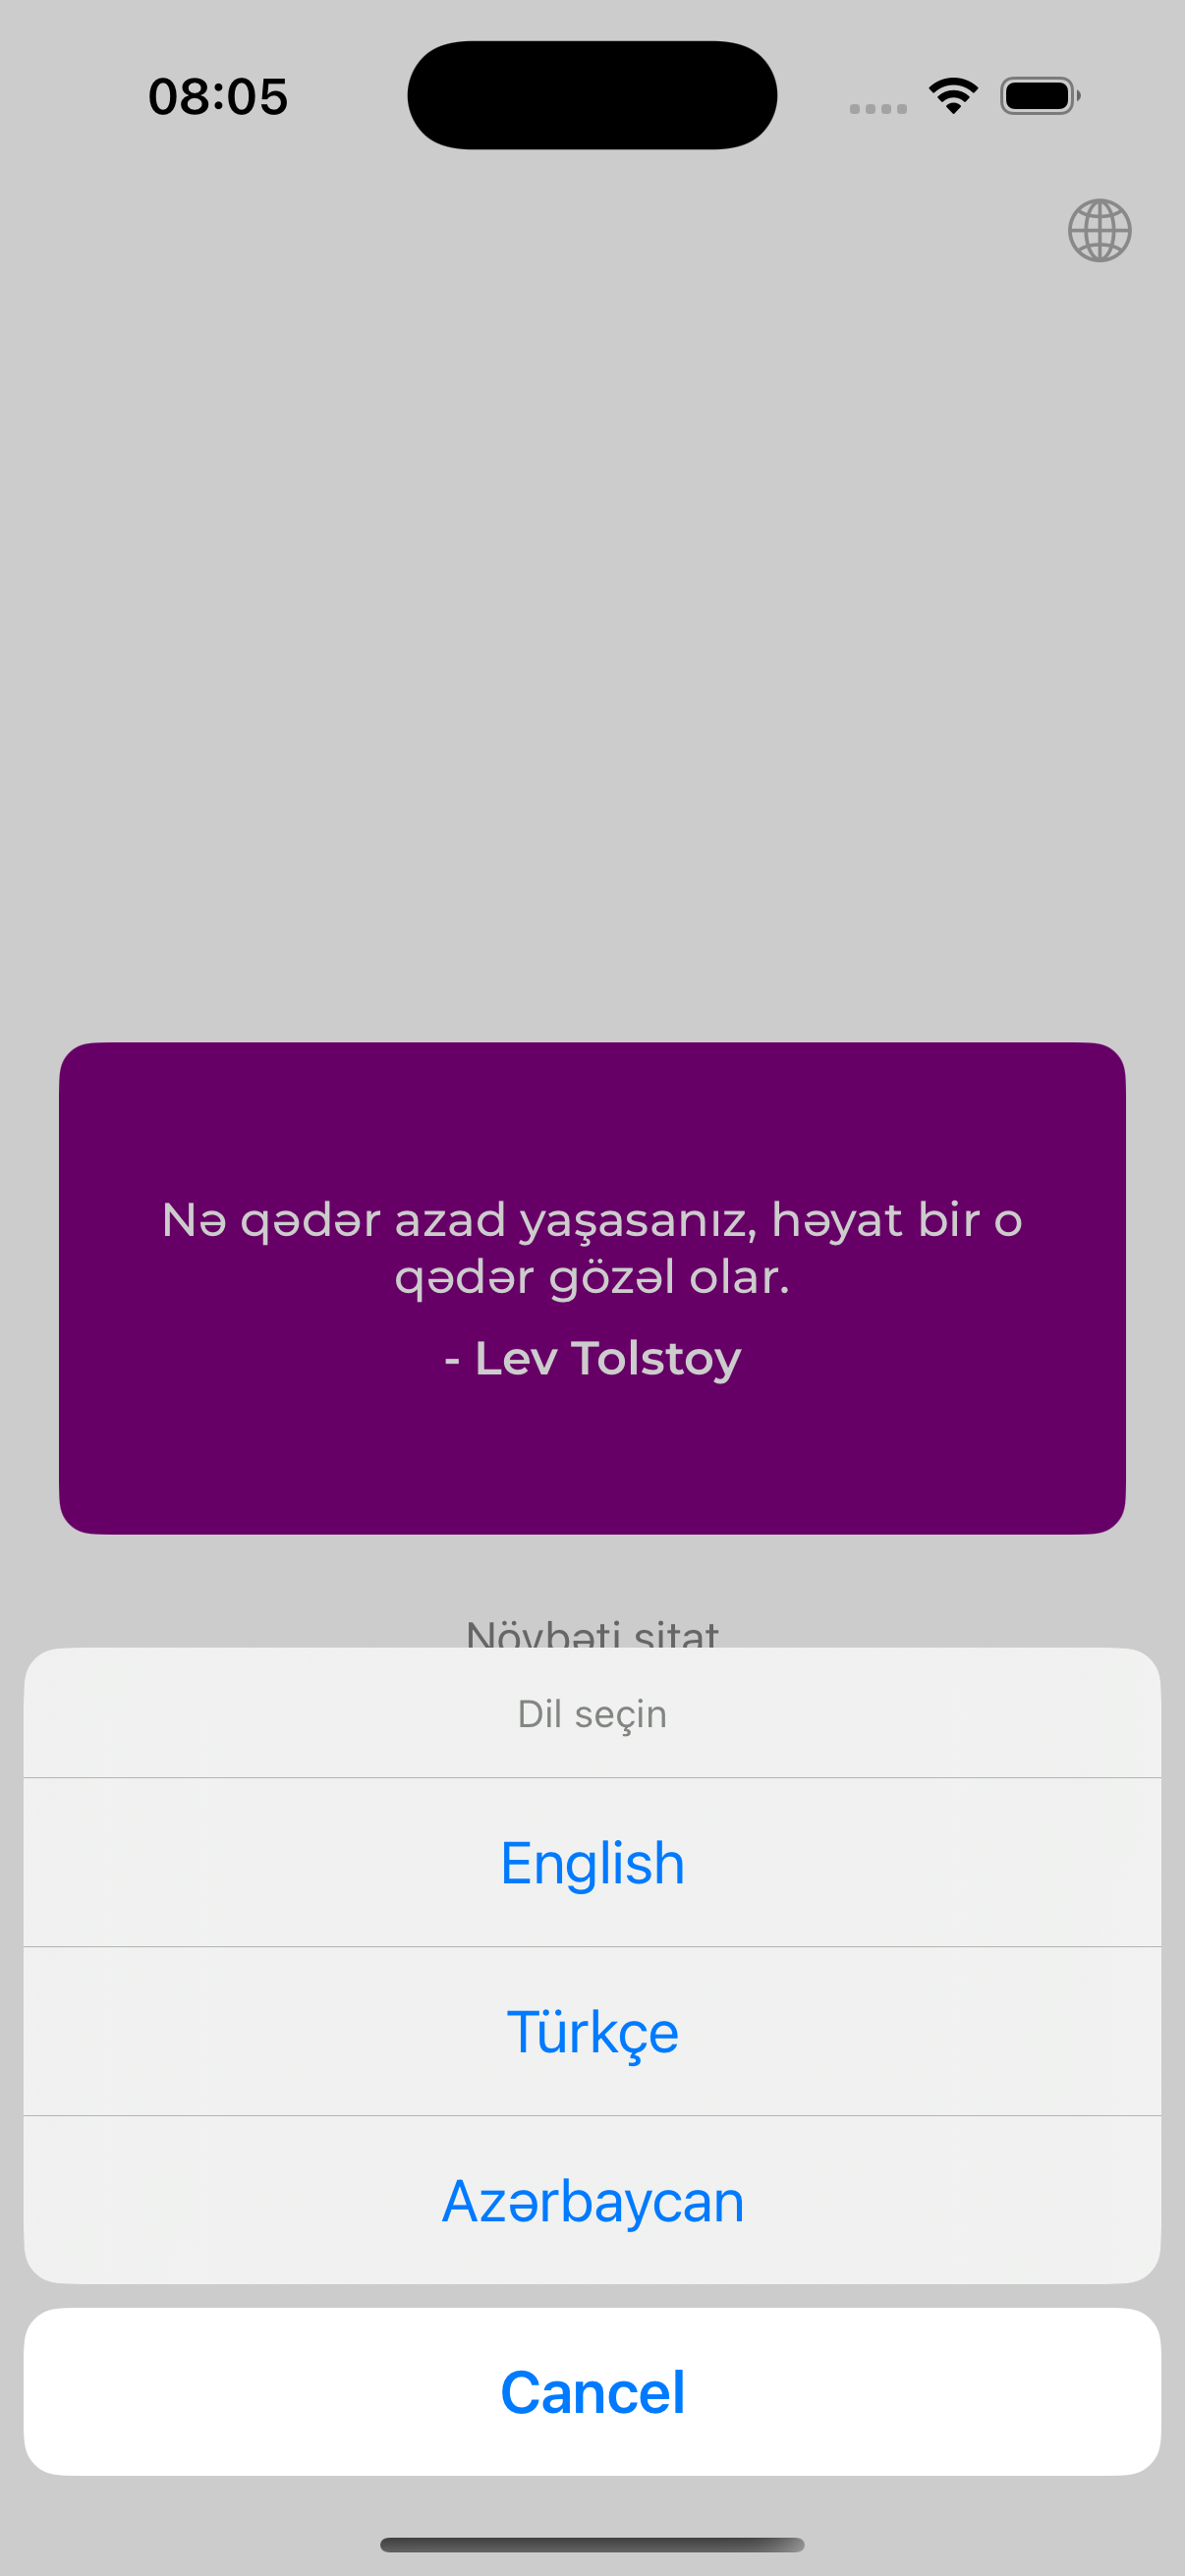 08:05
Nə qədər azad yaşasanız, həyat bir o
qədər gözəl olar.
- Lev Tolstoy
Növbəti sitat
Dil seçin
English
Türkçe
Azərbaycan
Cancel